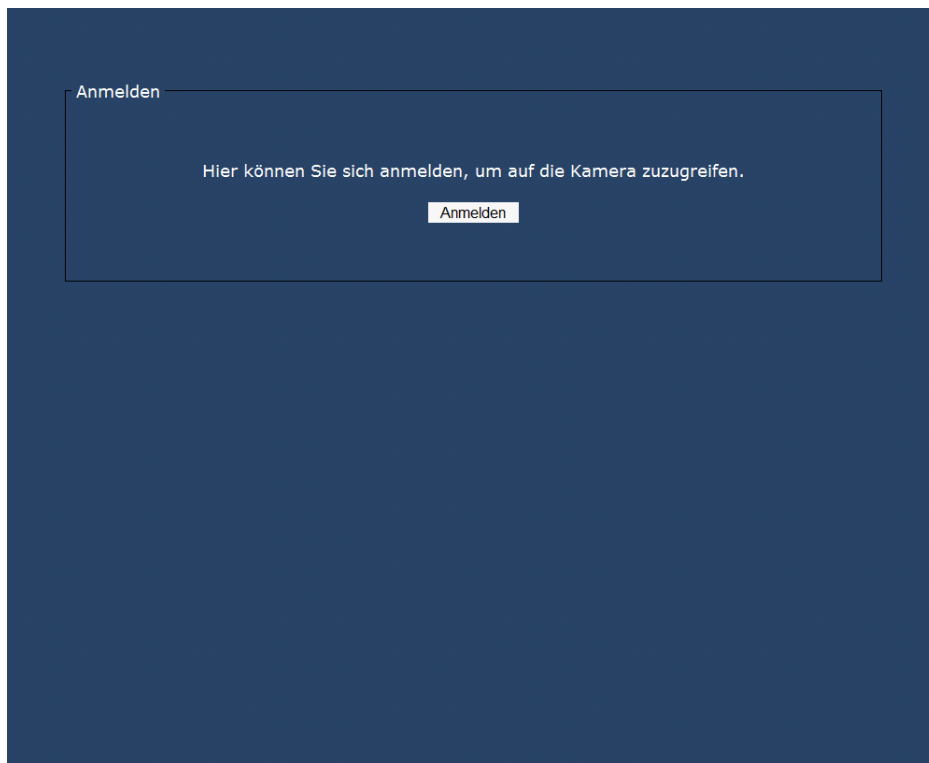 Anmelden
Hier können Sie sich anmelden, um auf die Kamera zuzugreifen.
Anmelden